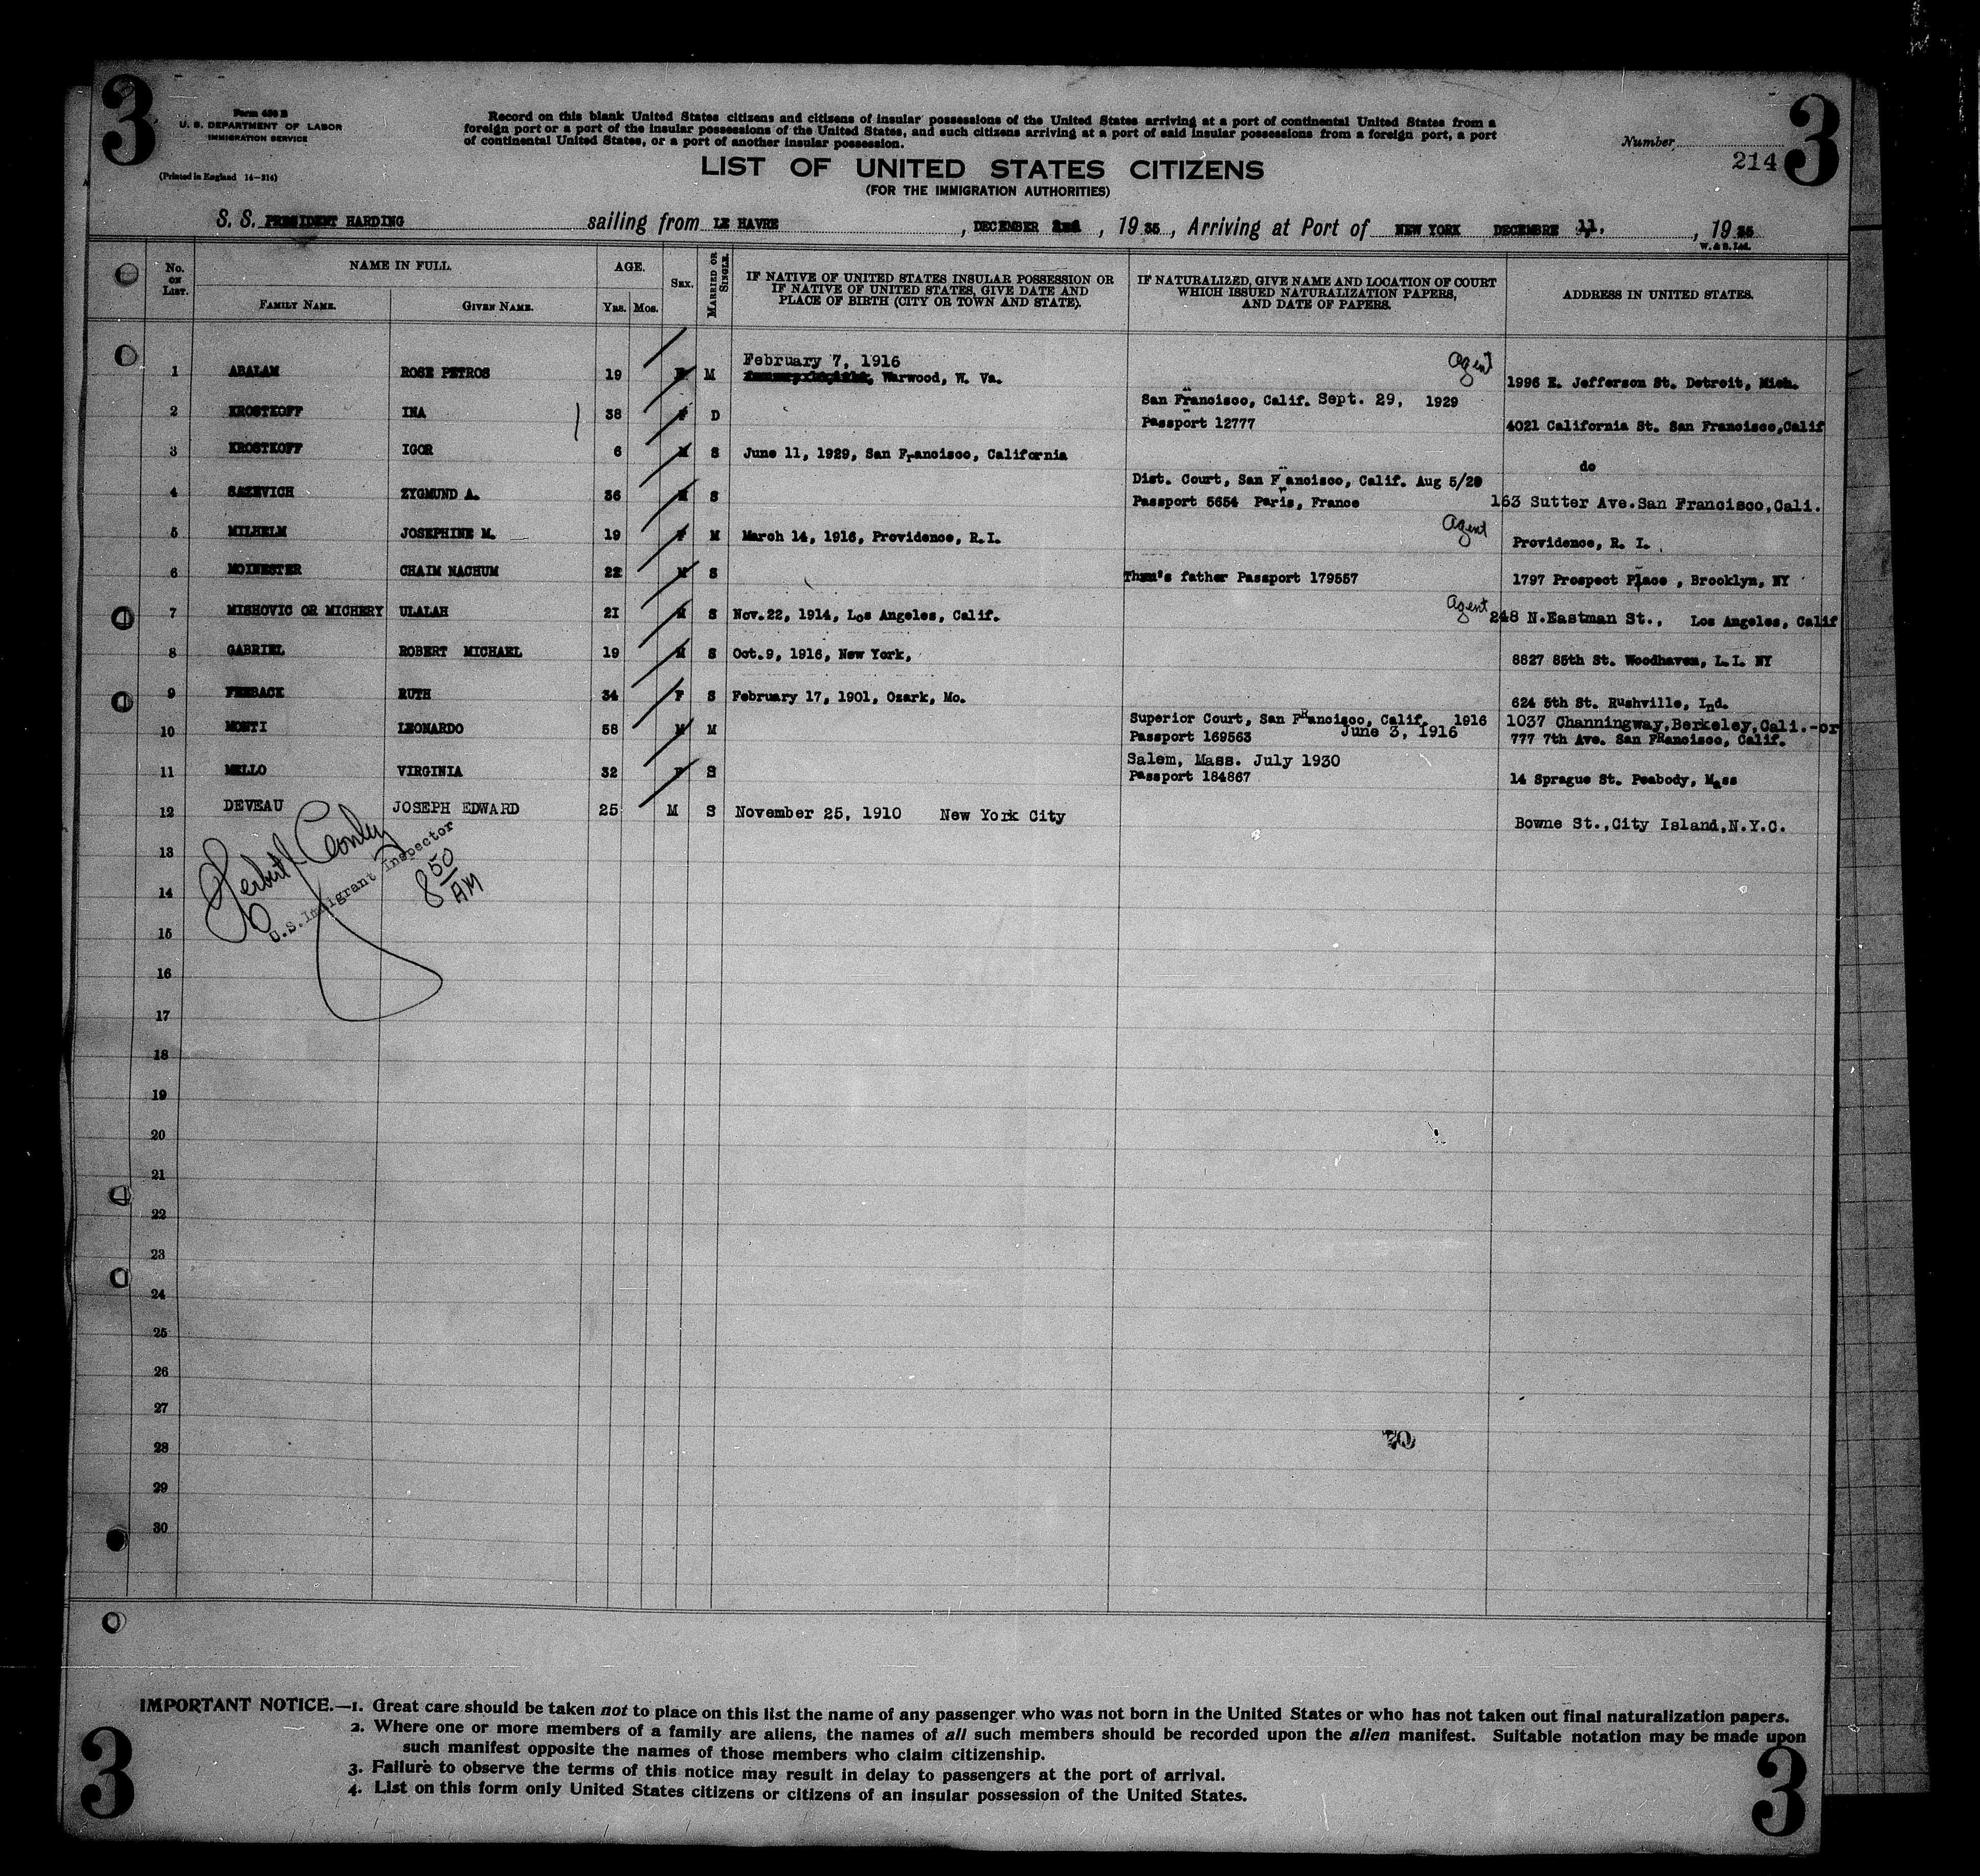 3
3
Form 630 B
U. S. DEPARTMENT OF LABOR
IMMIGRATION SERVICE
(Printed in England 14—214)
Record on this blank United States citizens and citizens of insular possessions of the United States arriving at a port of continental United States from a
foreign port or a port of the insular possessions of the United States, and such citizens arriving at a port of said insular possessions from a foreign port, a port
of continental United States, or a port of another insular possession.
Number
214
LIST OF UNITED STATES CITIZENS
(FOR THE IMMIGRATION AUTHORITIES)
S. S. PRESIDENT HARDING sailing from LE HAVRE, DECEMBER 2nd, 1935, Arriving at Port of NEW YORK DECEMBRE 11., 1935
W. & S. Ltd.
No. ON LIST. NAME IN FULL. FAMILY NAME. GIVEN NAME. AGE. YRS. MOS. SEX. MARRIED OR SINGLE. IF NATIVE OF UNITED STATES INSULAR POSSESSION OR IF NATIVE OF UNITED STATES, GIVE DATE AND PLACE OF BIRTH (CITY OR TOWN AND STATE). IF NATURALIZED, GIVE NAME AND LOCATION OF COURT WHICH ISSUED NATURALIZATION PAPERS, AND DATE OF PAPERS. ADDRESS IN UNITED STATES.
February 7, 1916 Agent
1 ABALAM ROSE PETROS 19 F M Warwood, W. Va. 1996 E. Jefferson St. Detroit, Mich.
San Francisco, Calif. Sept. 29, 1929
2 KROSTKOFF INA 38 F D Passport 12777 4021 California St. San Francisco,Calif
3 KROSTKOFF IGOR 6 M S June 11, 1929, San Francisco, California do
Dist. Court, San Francisco, Calif. Aug 5/29
4 SAZEVICH ZYGMUND A. 36 M S Passport 5654 Paris, France 163 Sutter Ave.San Francisco,Cali.
Agent
5 MILHELM JOSEPHINE M. 19 F M March 14, 1916, Providence, R.I. Providence, R. I.
6 MOINESTER CHAIM NACHUM 22 M S Thru's father Passport 179557 1797 Prospect Place , Brooklyn, NY
Agent
7 MISHOVIC OR MICHERY ULALAH 21 M S Nov.22, 1914, Los Angeles, Calif. 248 N.Eastman St., Los Angeles, Calif
8 GABRIEL ROBERT MICHAEL 19 M S Oct.9, 1916, New York, 8827 85th St. Woodhaven, L.I. NY
9 FERBACK RUTH 34 F S February 17, 1901, Ozark, Mo. 624 5th St. Rushville, Ind.
Superior Court, San FRancisco, Calif. 1916 1037 Channingway,Berkeley,Cali.-or
10 MONTI LEONARDO 58 M M Passport 169563 June 3, 1916 777 7th Ave. San FRancisco, Calif.
Salem, Mass. July 1930
11 MELLO VIRGINIA 32 F S Passport 184867 14 Sprague St. Peabody, Mass
12 DEVEAU JOSEPH EDWARD 25 M S November 25, 1910 New York City Bowne St.,City Island,N.Y.C.
Conley
U.S.Immigrant Inspector
8 50 AM
13
14
15
16
17
18
19
20
21
22
23
24
25
26
27
28
29
30
IMPORTANT NOTICE.—1. Great care should be taken not to place on this list the name of any passenger who was not born in the United States or who has not taken out final naturalization papers.
2. Where one or more members of a family are aliens, the names of all such members should be recorded upon the alien manifest. Suitable notation may be made upon
such manifest opposite the names of those members who claim citizenship.
3. Failure to observe the terms of this notice may result in delay to passengers at the port of arrival.
4. List on this form only United States citizens or citizens of an insular possession of the United States.
3
3